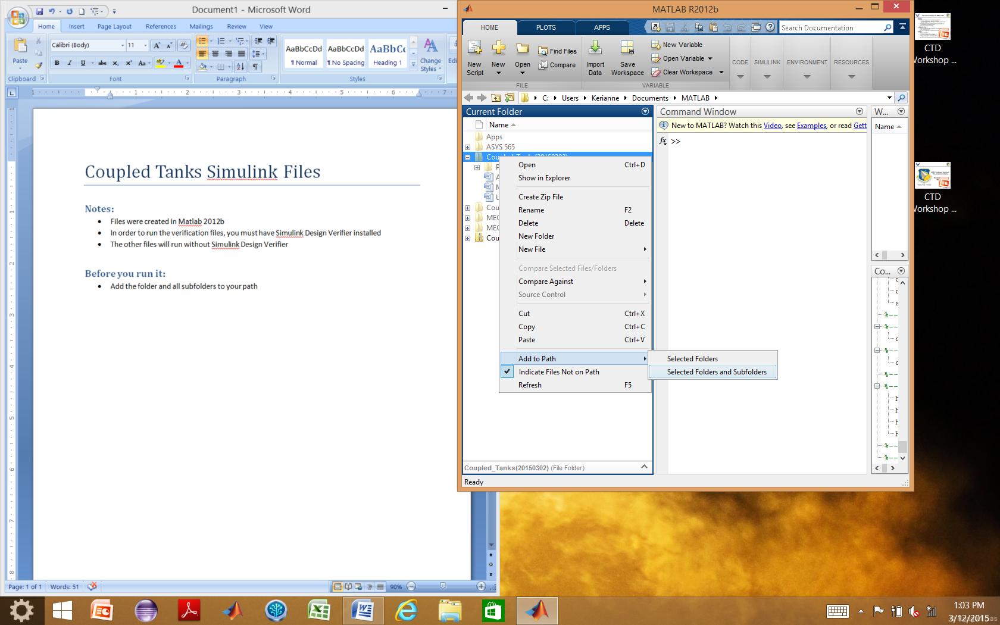 Document1 - Microsoft Word
Home Insert Page Layout References Mailings Review View
Calibri (Body) 11
Paste
B I U abc x₂ x² Aa
AaBbCcDd AaBbCcDd AaBbCc
¶ Normal ¶ No Spacing Heading 1
Change Styles
Clipboard Font Paragraph Styles
Coupled Tanks Simulink Files
Notes:
• Files were created in Matlab 2012b
• In order to run the verification files, you must have Simulink Design Verifier installed
• The other files will run without Simulink Design Verifier
Before you run it:
• Add the folder and all subfolders to your path
Page: 1 of 1 Words: 51 90%
MATLAB R2012b
HOME PLOTS APPS
Search Documentation
New Script
New
Open
Find Files
Compare
Import Data
Save Workspace
New Variable
Open Variable
Clear Workspace
CODE SIMULINK ENVIRONMENT RESOURCES
FILE VARIABLE
C: Users Kerianne Documents MATLAB
Current Folder
Name
Apps
ASYS 565
Cou
MEC
MEC
Cou
Open Ctrl+D
Show in Explorer
Create Zip File
Rename F2
Delete Delete
New Folder
New File
Compare Selected Files/Folders
Compare Against
Source Control
Cut Ctrl+X
Copy Ctrl+C
Paste Ctrl+V
Add to Path
Indicate Files Not on Path
Refresh F5
Selected Folders
Selected Folders and Subfolders
Coupled_Tanks(20150302) (File Folder)
Ready
Command Window
New to MATLAB? Watch this Video, see Examples, or read Gett
fx >>
W...
Name
Co...
CTD
Workshop ...
CTD
Workshop ...
1:03 PM
3/12/2015